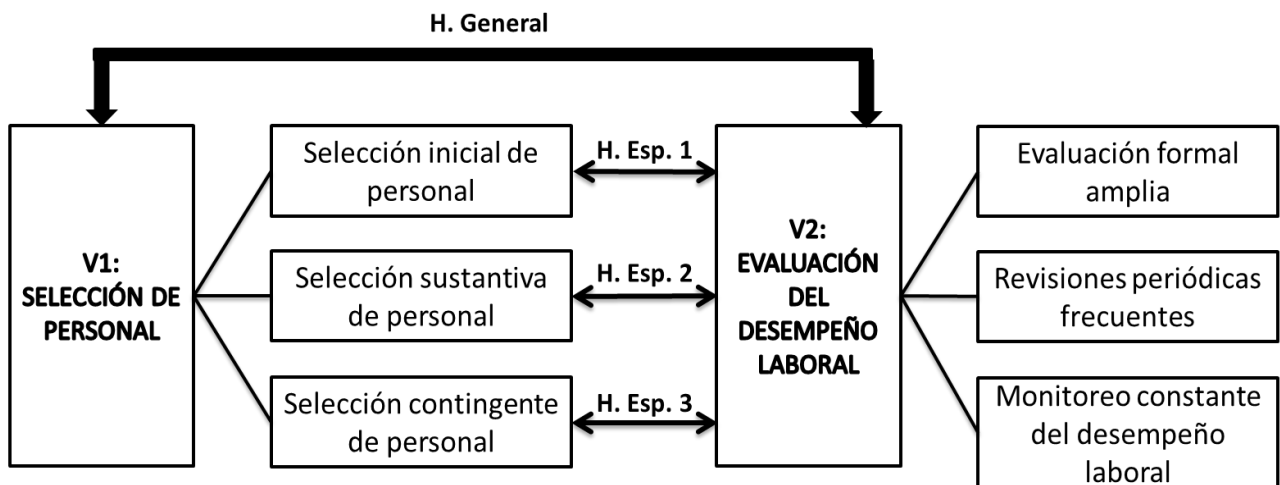 H. General
V1:
SELECCIÓN DE
PERSONAL
Selección inicial de
personal
Selección sustantiva
de personal
Selección contingente
de personal
H. Esp. 1
H. Esp. 2
H. Esp. 3
V2:
EVALUACIÓN
DEL
DESEMPEÑO
LABORAL
Evaluación formal
amplia
Revisiones periódicas
frecuentes
Monitoreo constante
del desempeño
laboral